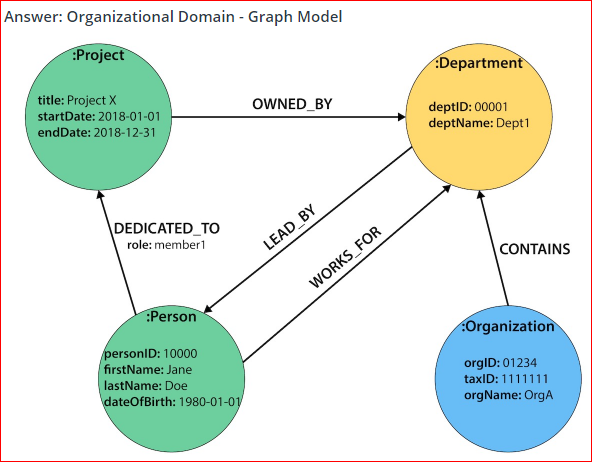 Answer: Organizational Domain - Graph Model
:Project
title: Project X
startDate: 2018-01-01
endDate: 2018-12-31
OWNED_BY
:Department
deptID: 00001
deptName: Dept1
DEDICATED_TO
role: member1
LEAD_BY
WORKS_FOR
CONTAINS
:Person
personID: 10000
firstName: Jane
lastName: Doe
dateOfBirth: 1980-01-01
:Organization
orgID: 01234
taxID: 1111111
orgName: OrgA